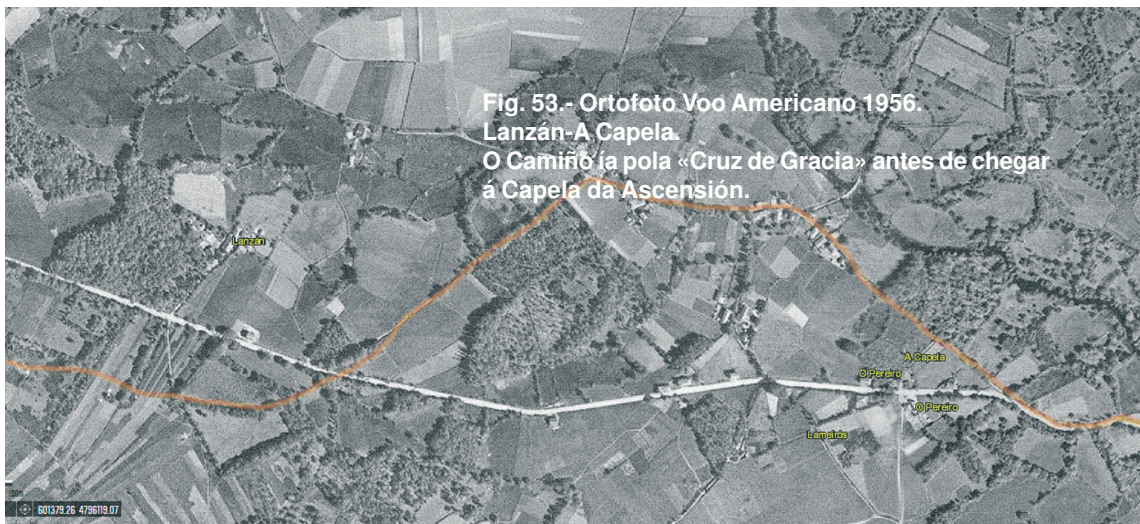 Fig. 53.- Ortofoto Voo Americano 1956.
Lanzán-A Capela.
O Camiño ía pola «Cruz de Gracia» antes de chegar
á Capela da Ascensión.
Lanzán
A Capela
O Pereiro
O Pereiro
Lameirós
601379.26 4796119.07